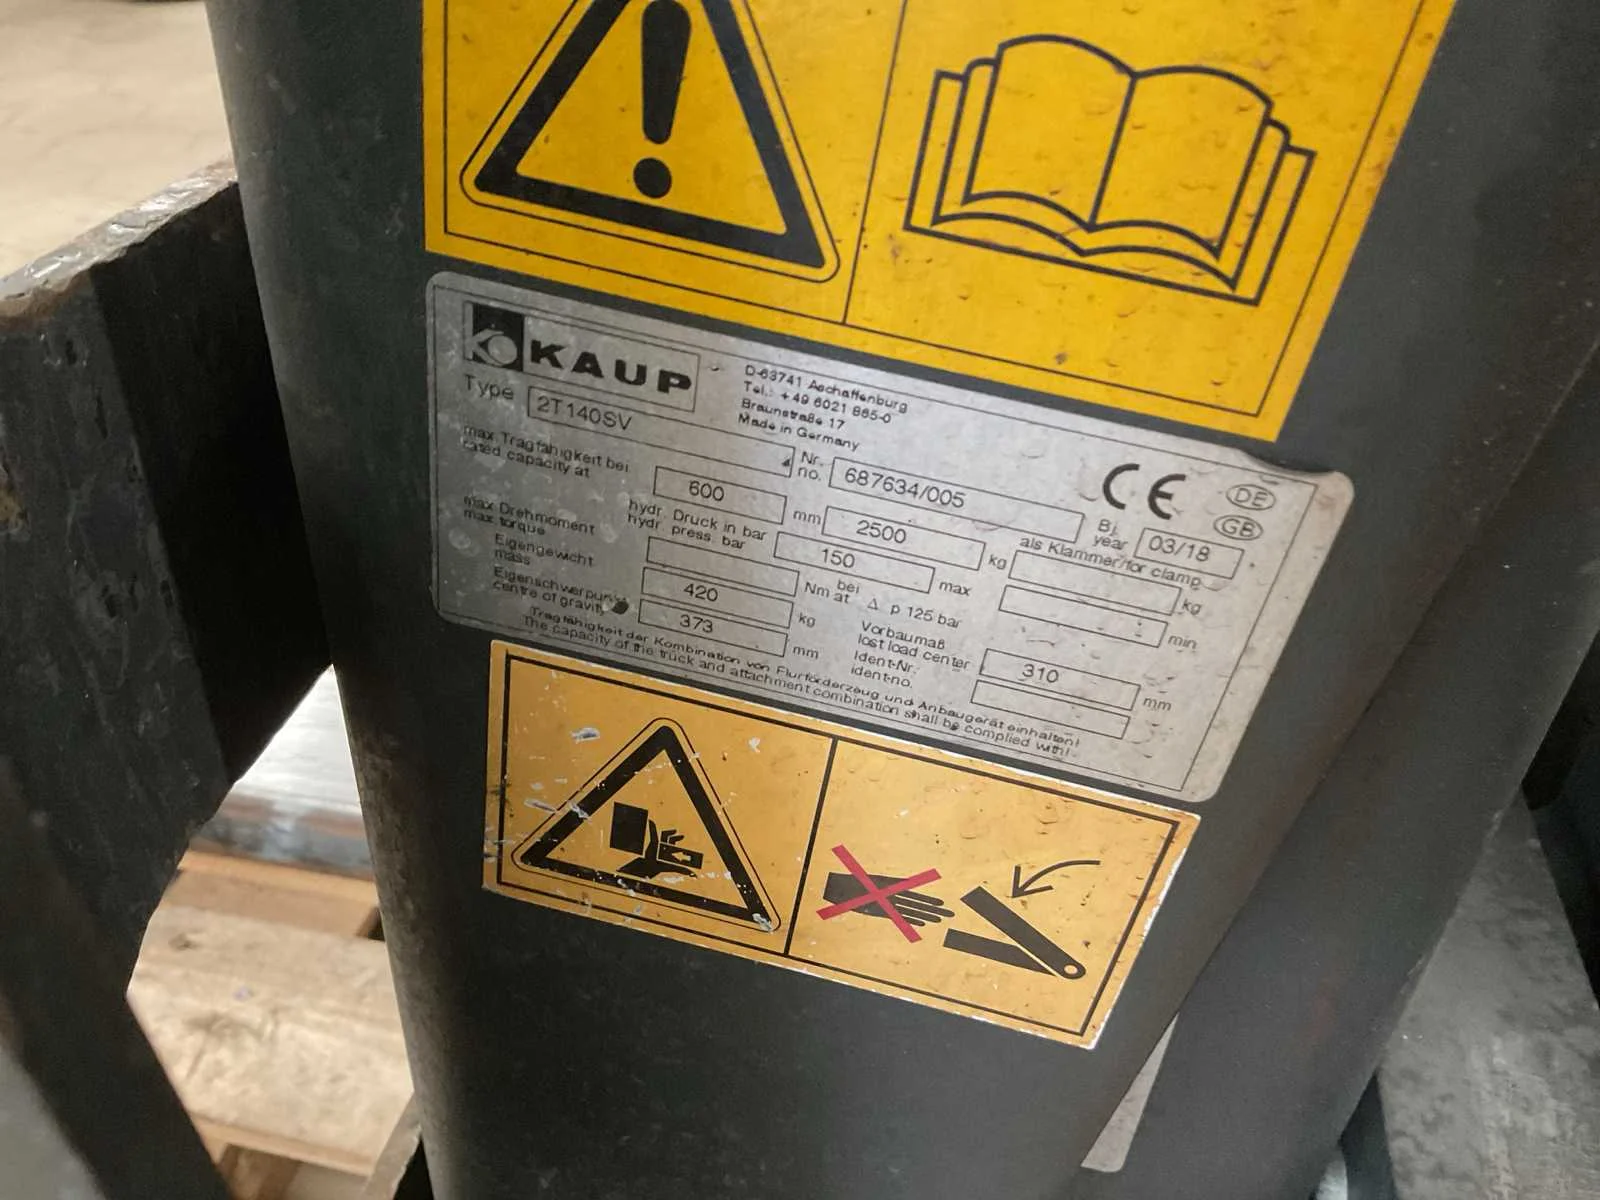 KAUP
D-63741 Aschaffenburg
Tel.: +49 6021 865-0
Braunstraße 17
Made in Germany
Type 2T140SV
Nr.
no. 687634/005
CE
DE
GB
Bj.
year 03/18
max. Tragfähigkeit bei
rated capacity at
600 mm 2500 kg
als Klammer/for clamp
kg
hydr. Druck in bar
hydr. press. bar
150 max
min
max Drehmoment
max torque
Nm bei
at Δ p 125 bar
Eigengewicht
mass
420 kg
Vorbaumaß
lost load center
310 mm
Eigenschwerpunkt
centre of gravity
373 mm
Ident-Nr.
ident-no.
Tragfähigkeit der Kombination von Flurförderzeug und Anbaugerät einhalten!
The capacity of the truck and attachment combination shall be complied with!